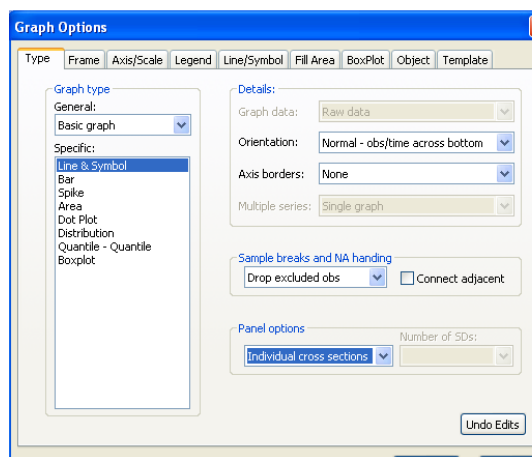 Graph Options
Type Frame Axis/Scale Legend Line/Symbol Fill Area BoxPlot Object Template
Graph type
General:
Basic graph
Specific:
Line & Symbol
Bar
Spike
Area
Dot Plot
Distribution
Quantile - Quantile
Boxplot
Details:
Graph data: Raw data
Orientation: Normal - obs/time across bottom
Axis borders: None
Multiple series: Single graph
Sample breaks and NA handing
Drop excluded obs Connect adjacent
Panel options
Number of SDs:
Individual cross sections
Undo Edits